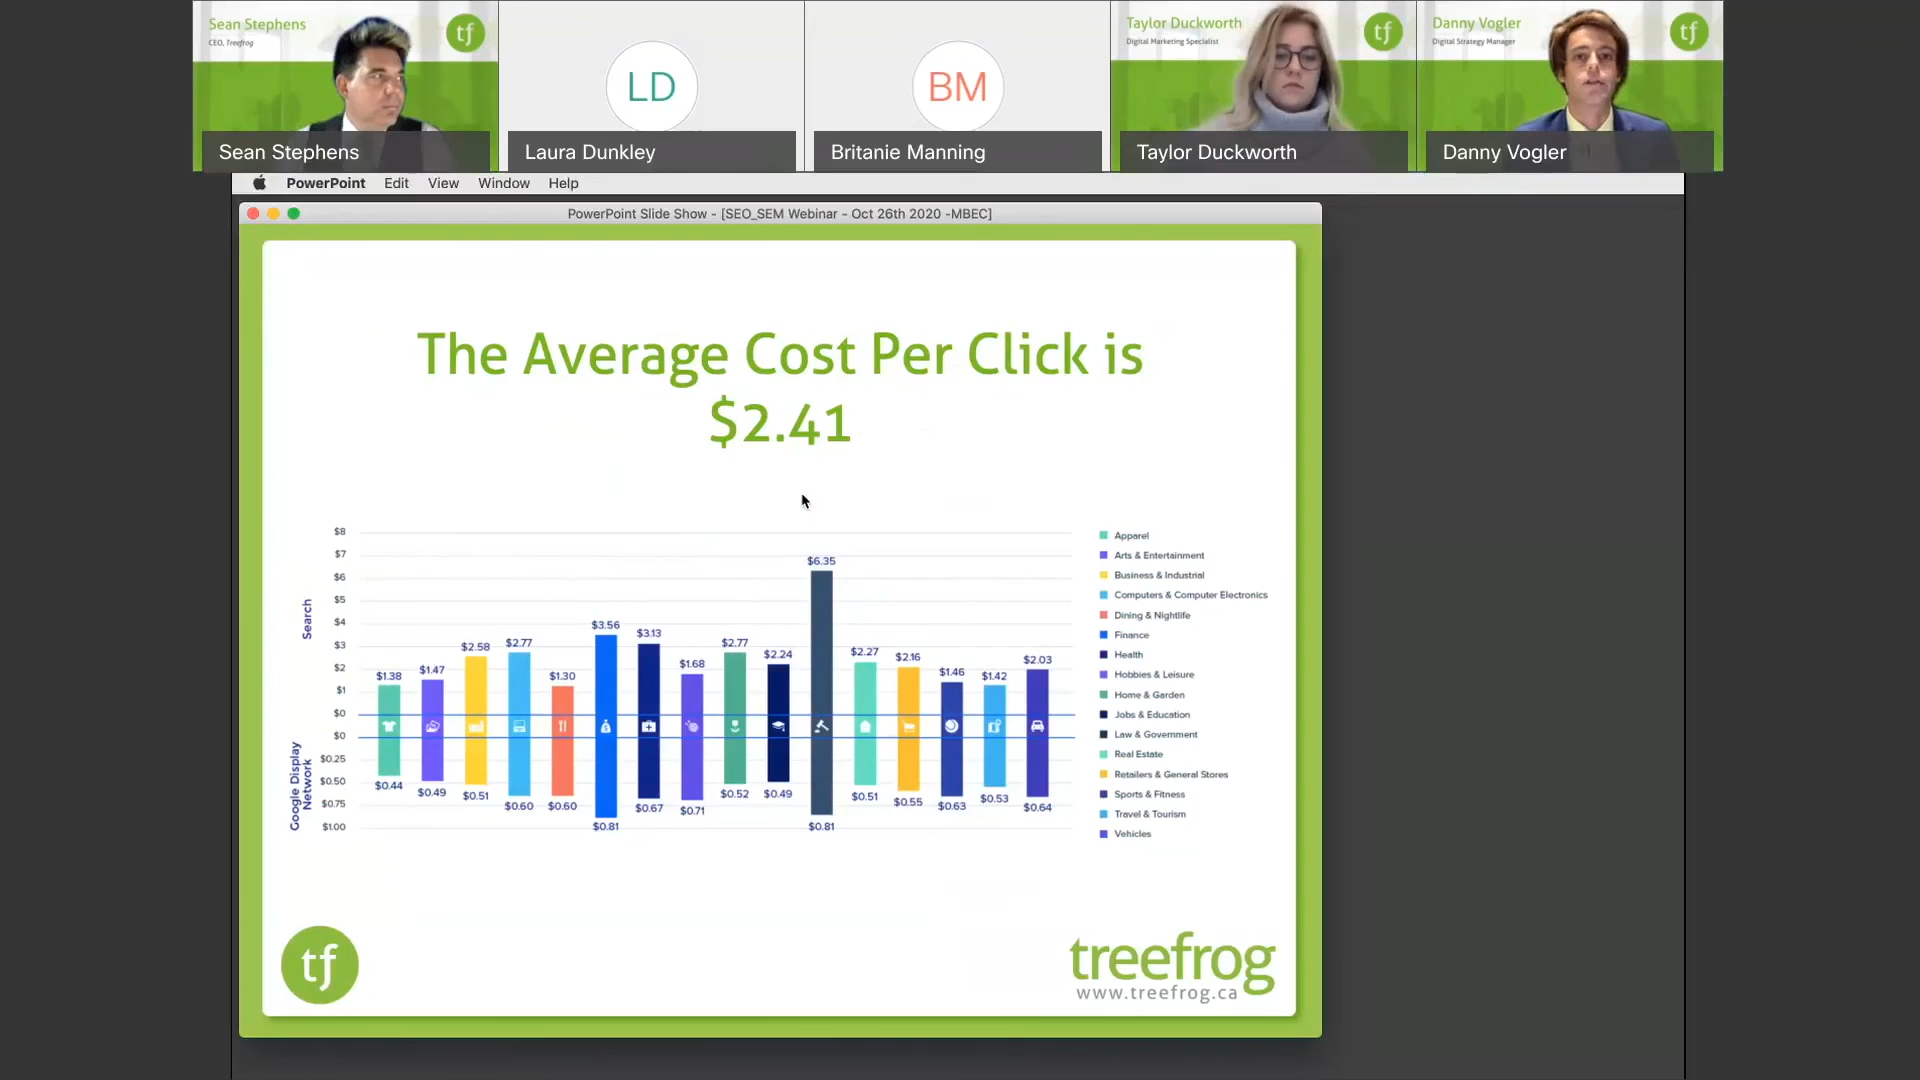 Sean Stephens
CEO, Treefrog
tf
LD
BM
Taylor Duckworth
Digital Marketing Specialist
tf
Danny Vogler
Digital Strategy Manager
tf
Sean Stephens
Laura Dunkley
Britanie Manning
Taylor Duckworth
Danny Vogler
PowerPoint Edit View Window Help
PowerPoint Slide Show - [SEO_SEM Webinar - Oct 26th 2020 -MBEC]
The Average Cost Per Click is
$2.41
Search
$8
$7
$6
$5
$4
$3
$2
$1
$0
Google Display
Network
$0
$0.25
$0.50
$0.75
$1.00
$1.38
$1.47
$2.58
$2.77
$1.30
$3.56
$3.13
$1.68
$2.77
$2.24
$6.35
$2.27
$2.16
$1.46
$1.42
$2.03
$0.44
$0.49
$0.51
$0.60
$0.60
$0.81
$0.67
$0.71
$0.52
$0.49
$0.81
$0.51
$0.55
$0.63
$0.53
$0.64
Apparel
Arts & Entertainment
Business & Industrial
Computers & Computer Electronics
Dining & Nightlife
Finance
Health
Hobbies & Leisure
Home & Garden
Jobs & Education
Law & Government
Real Estate
Retailers & General Stores
Sports & Fitness
Travel & Tourism
Vehicles
tf
treefrog
www.treefrog.ca